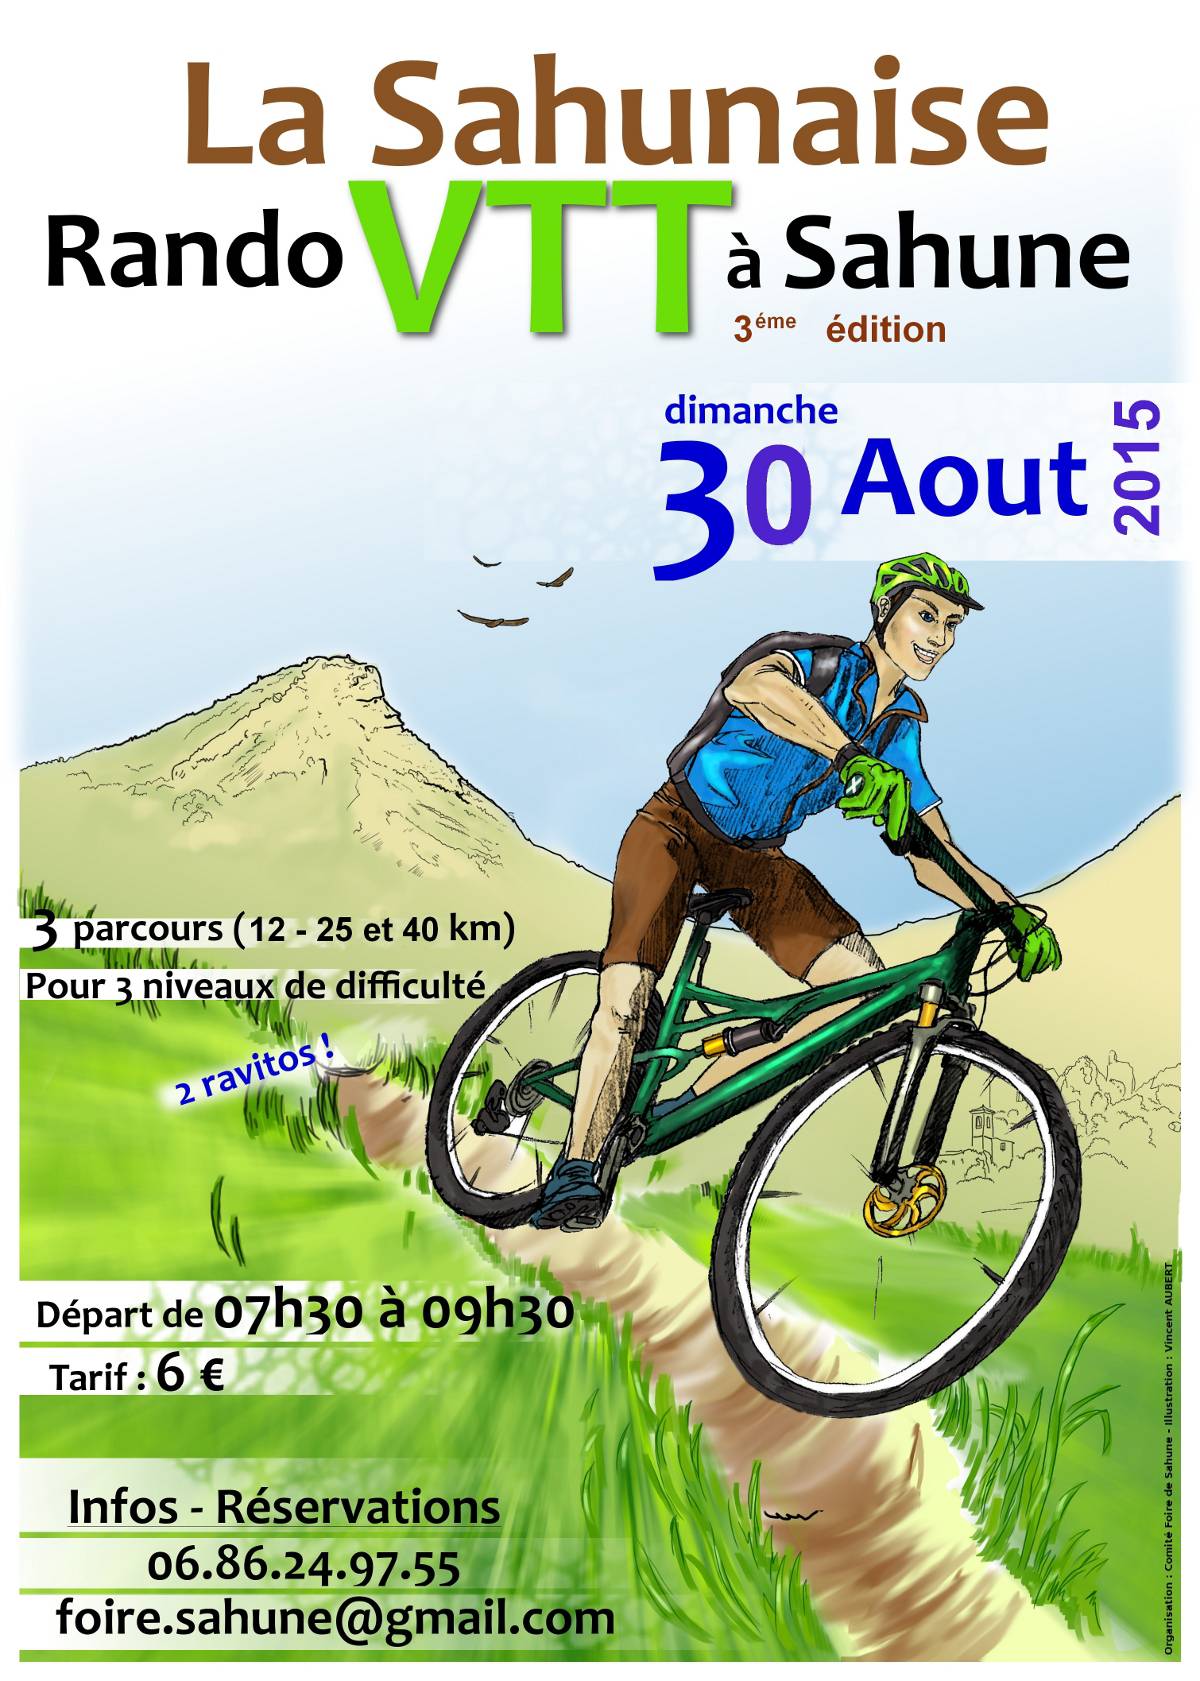 La Sahunaise
Rando VTT à Sahune
3éme édition
dimanche
30 Aout 2015
3 parcours (12 - 25 et 40 km)
Pour 3 niveaux de difficulté
2 ravitos !
Départ de 07h30 à 09h30
Tarif : 6 €
Infos - Réservations
06.86.24.97.55
foire.sahune@gmail.com
Organisation : Comité Foire de Sahune - Illustration : Vincent AUBERT